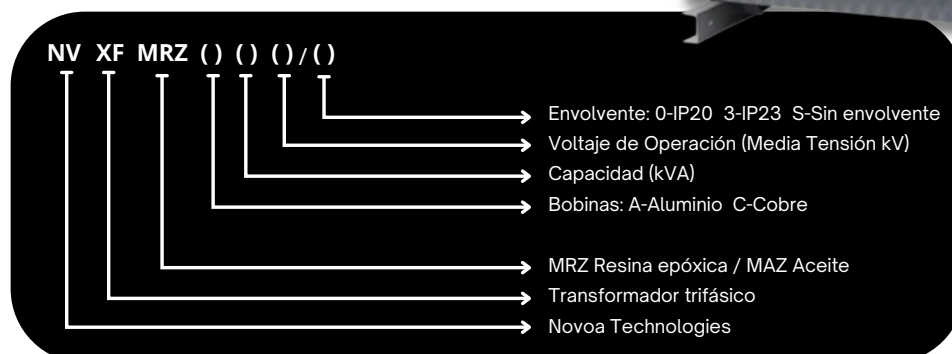 NV XF MRZ ( ) ( ) ( ) / ( )
Envolvente: 0-IP20 3-IP23 S-Sin envolvente
Voltaje de Operación (Media Tensión kV)
Capacidad (kVA)
Bobinas: A-Aluminio C-Cobre
MRZ Resina epóxica / MAZ Aceite
Transformador trifásico
Novoa Technologies